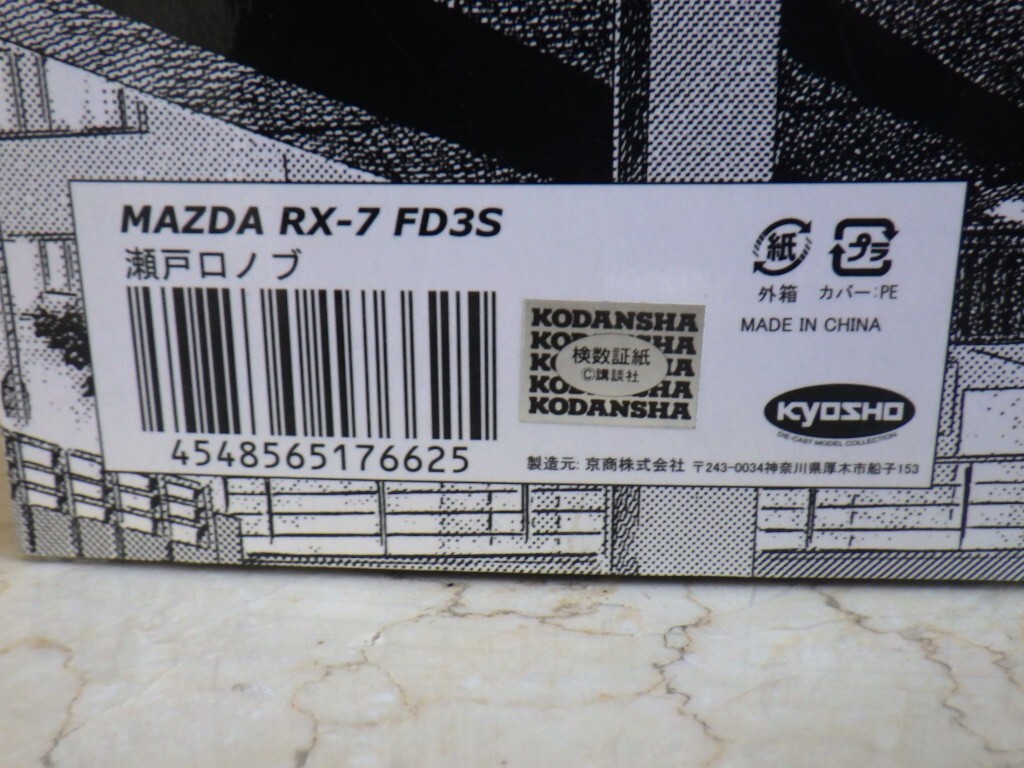 MAZDA RX-7 FD3S
瀬戸口ノブ
4548565176625
KODANSHA
KODANSHA
検数証紙
©講談社
紙
プラ
外箱 カバー:PE
MADE IN CHINA
KYOSHO
DIE-CAST MODEL COLLECTION
製造元: 京商株式会社 〒243-0034神奈川県厚木市船子153